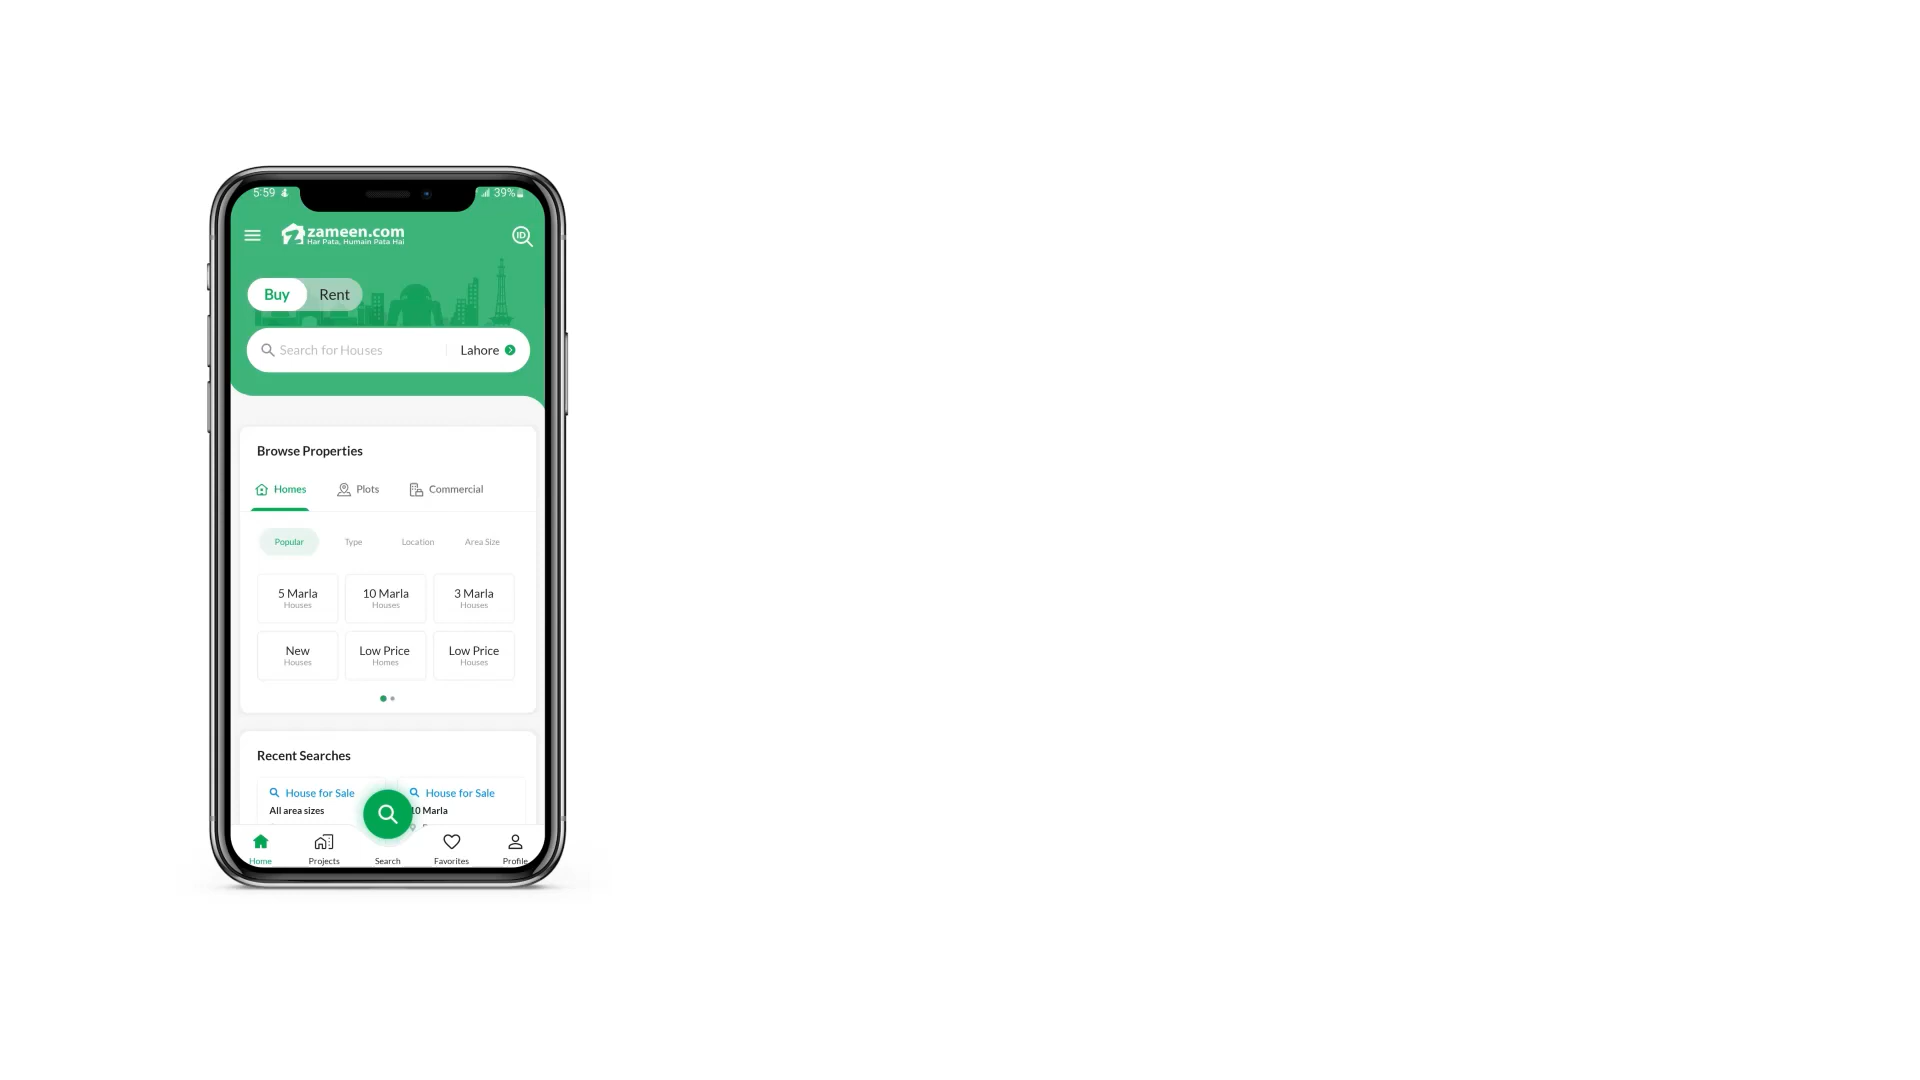 5:59
39%
zameen.com
Har Pata, Humain Pata Hai
ID
Buy Rent
Search for Houses Lahore
Browse Properties
Homes Plots Commercial
Popular Type Location Area Size
5 Marla 10 Marla 3 Marla
Houses Houses Houses
New Low Price Low Price
Houses Homes Houses
Recent Searches
House for Sale House for Sale
All area sizes 10 Marla
Home Projects Search Favorites Profile